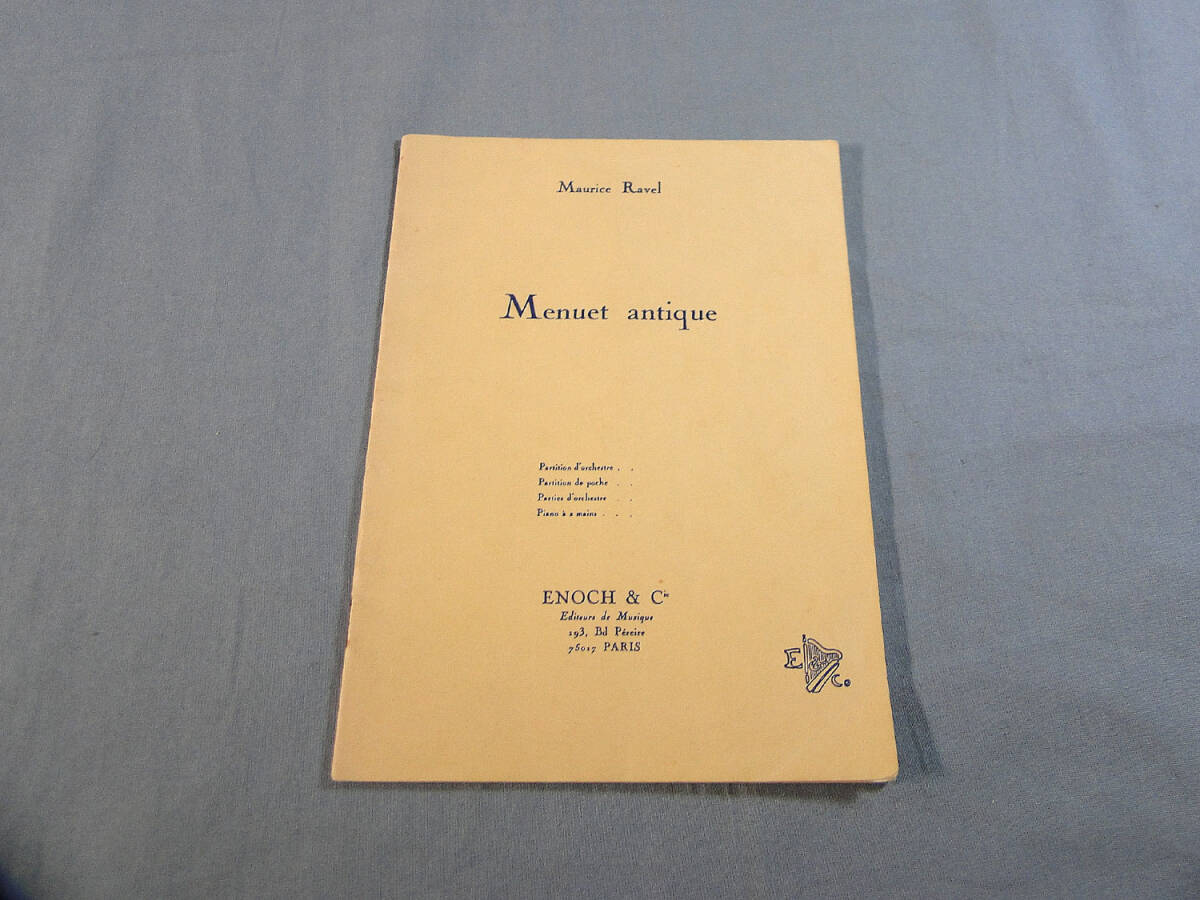 Maurice Ravel
Menuet antique
Partition d'orchestre . .
Partition de poche . .
Parties d'orchestre . .
Piano à 2 mains . . .
ENOCH & Cie
Editeurs de Musique
193, Bd Péreire
75017 PARIS
E
Co